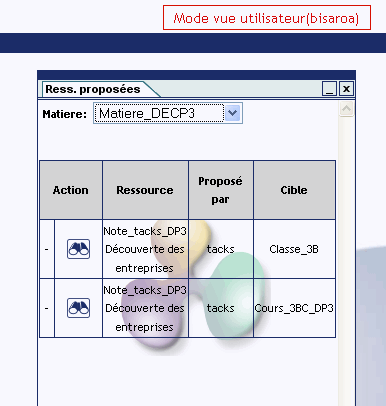 Mode vue utilisateur(bisaroa)
Ress. proposées
Matiere: Matiere_DECP3
Action Ressource Proposé par Cible
- Note_tacks_DP3 Découverte des entreprises tacks Classe_3B
- Note_tacks_DP3 Découverte des entreprises tacks Cours_3BC_DP3